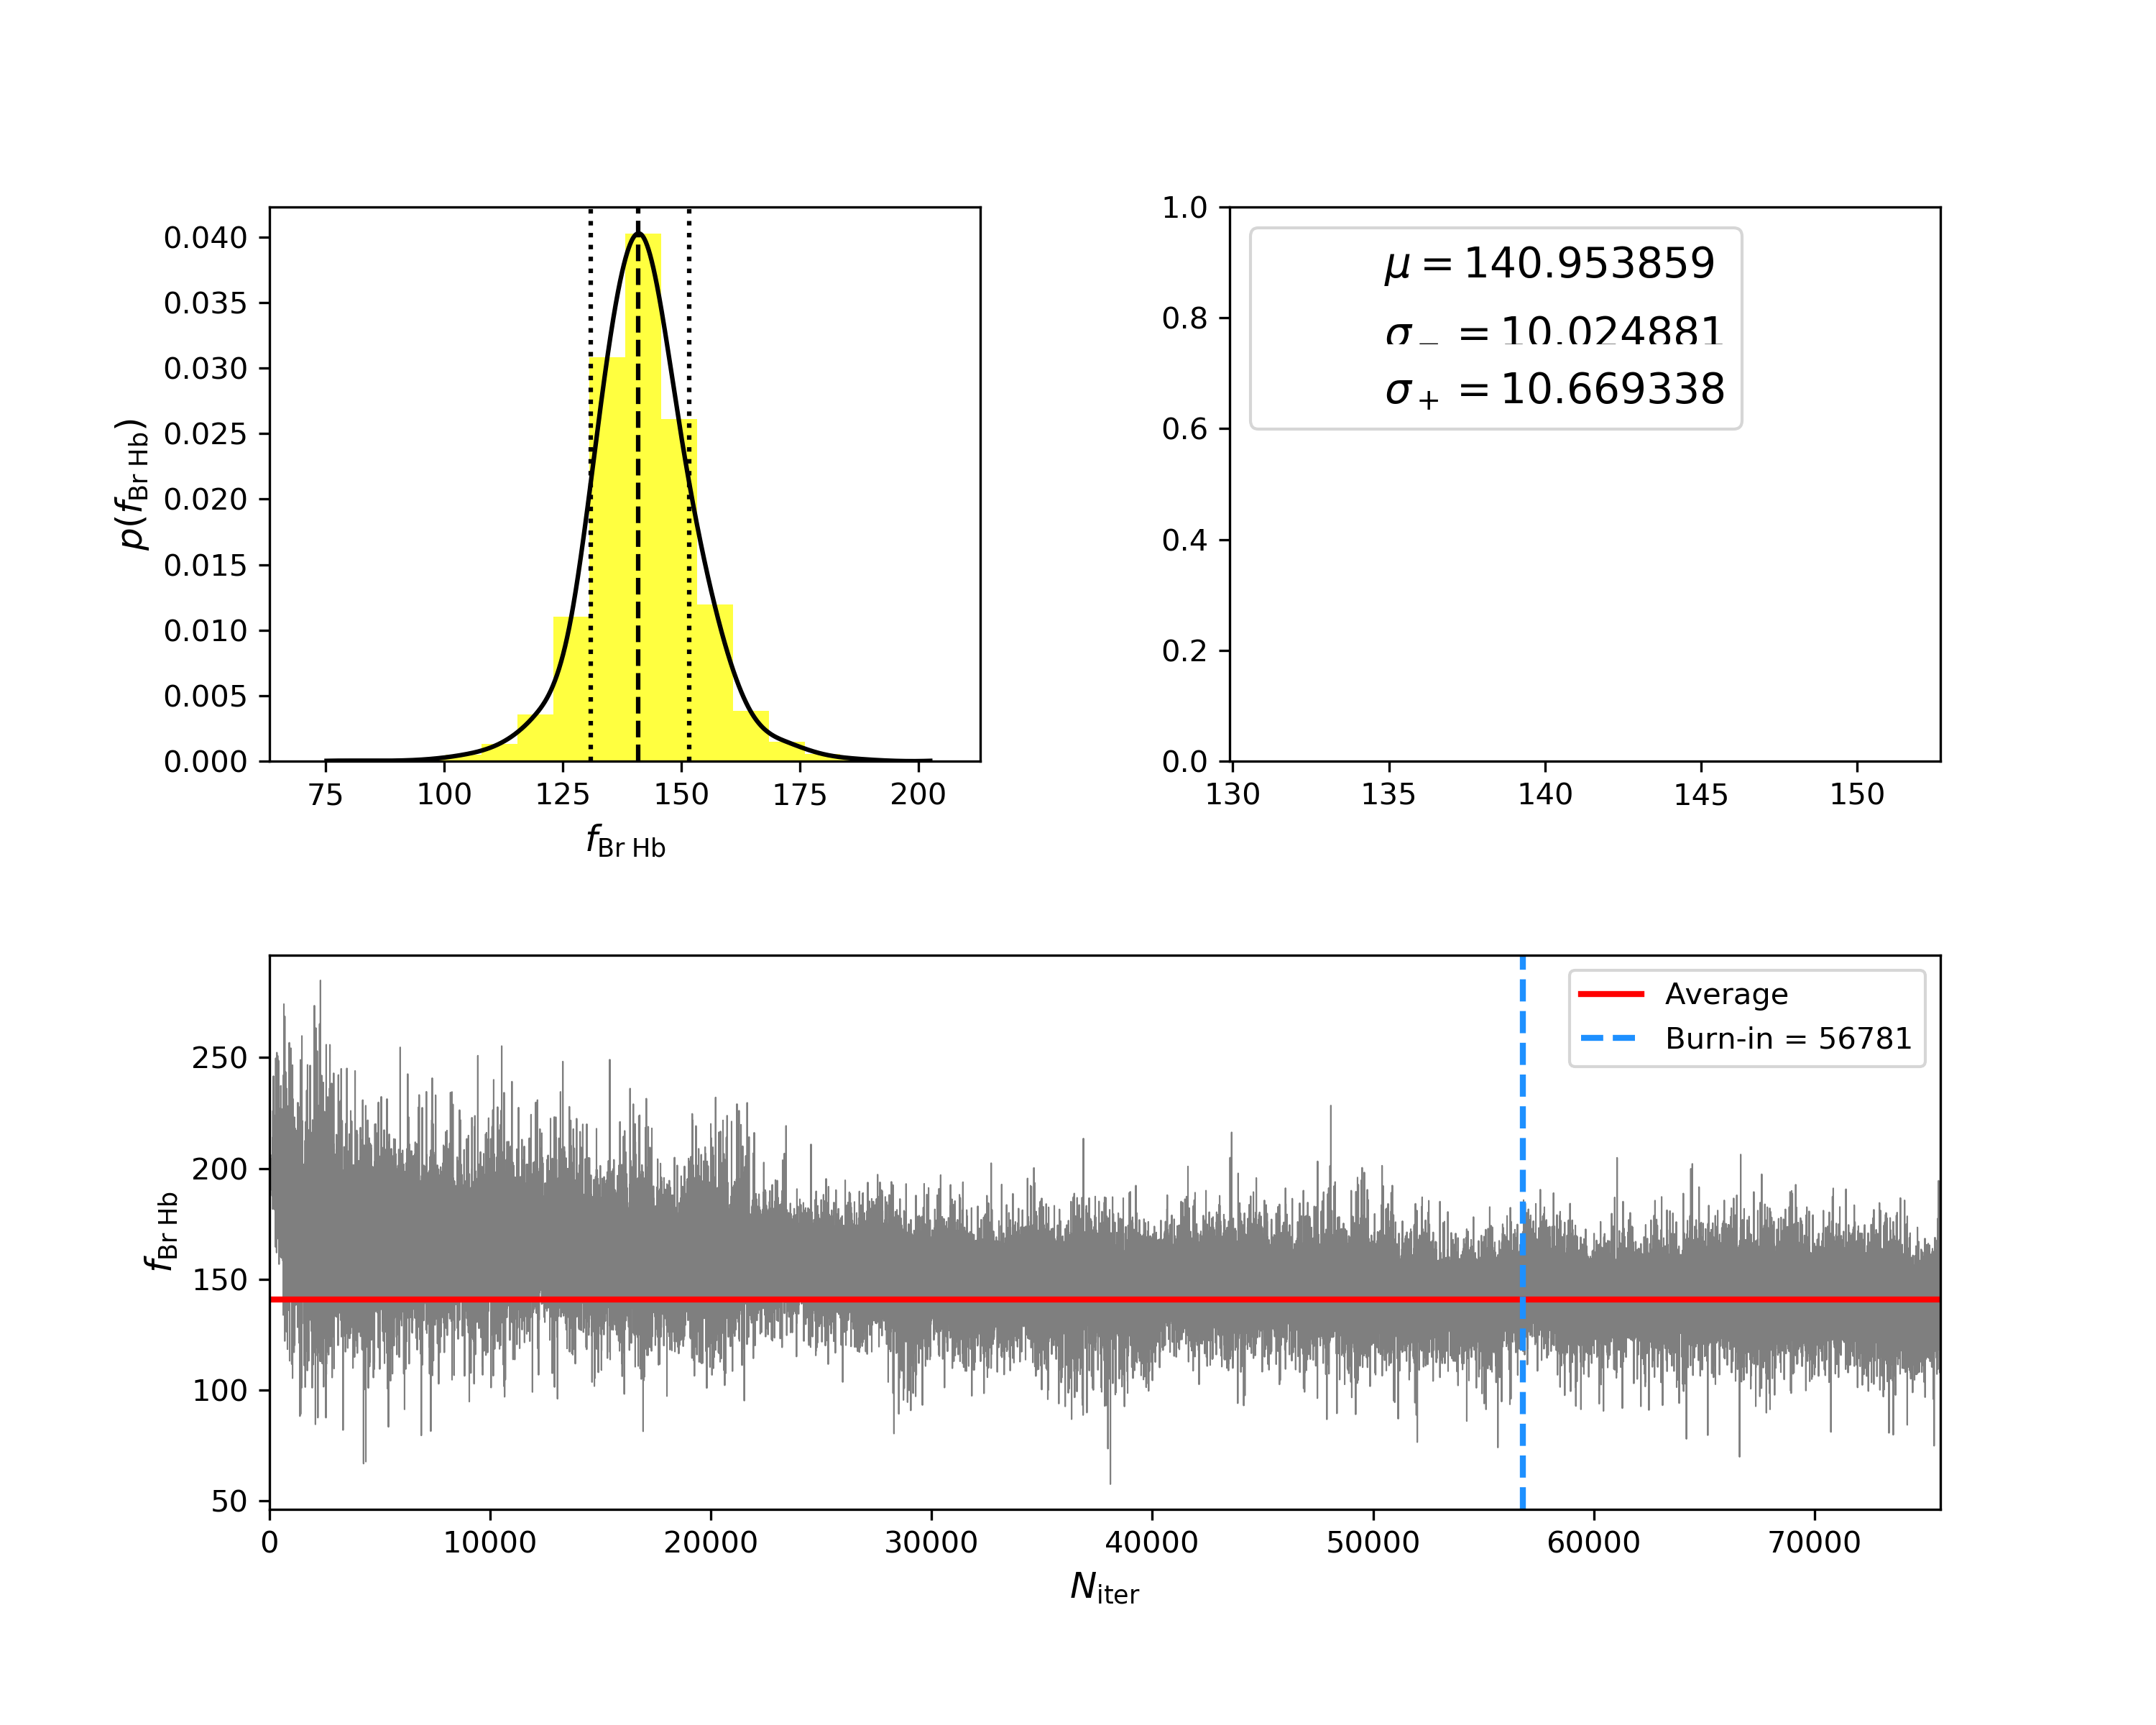 0.040
0.035
0.030
0.025
0.020
0.015
0.010
0.005
0.000
p(f_Br Hb)
75 100 125 150 175 200
f_Br Hb
1.0
0.8
0.6
0.4
0.2
0.0
μ = 140.953859
σ_− = 10.024881
σ_+ = 10.669338
130 135 140 145 150
250
200
150
100
50
f_Br Hb
Average
Burn-in = 56781
0 10000 20000 30000 40000 50000 60000 70000
N_iter